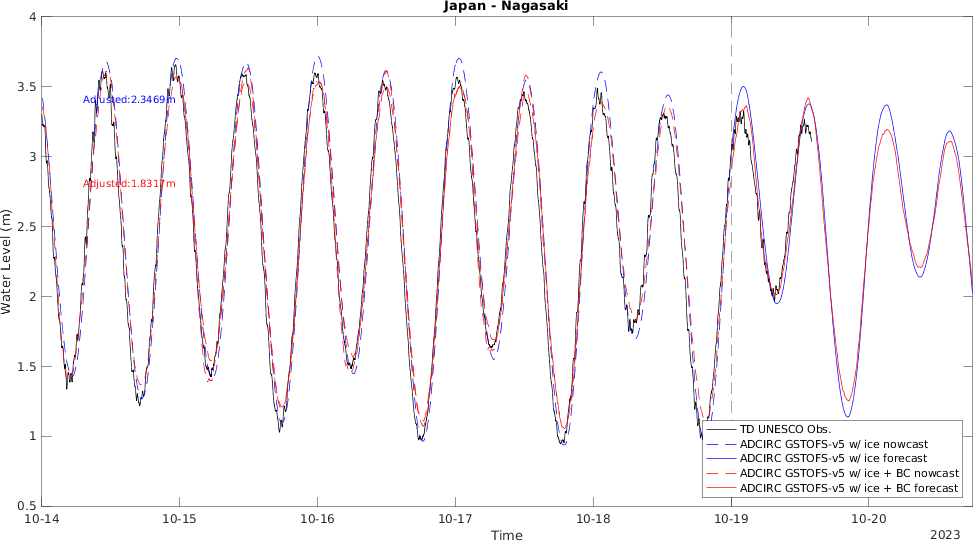 Japan - Nagasaki
4
3.5
3
2.5
2
1.5
1
0.5
Water Level (m)
Adjusted:2.3469m
Adjusted:1.8317m
TD UNESCO Obs.
ADCIRC GSTOFS-v5 w/ ice nowcast
ADCIRC GSTOFS-v5 w/ ice forecast
ADCIRC GSTOFS-v5 w/ ice + BC nowcast
ADCIRC GSTOFS-v5 w/ ice + BC forecast
10-14 10-15 10-16 10-17 10-18 10-19 10-20
Time
2023